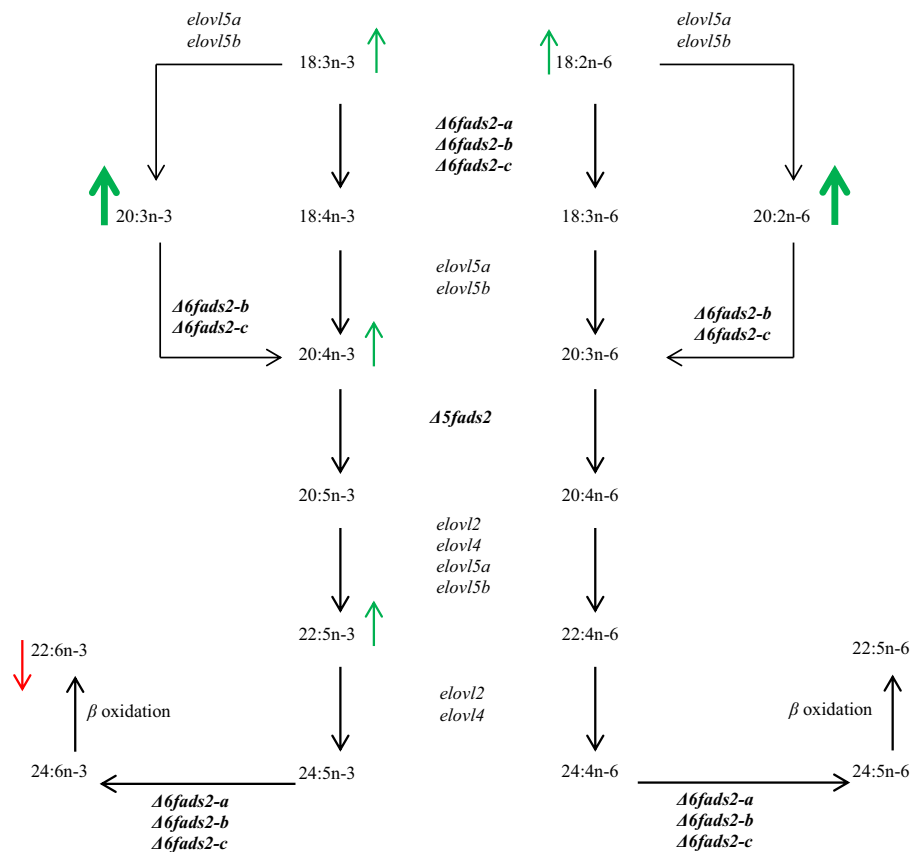 elovl5a
elovl5b
elovl5a
elovl5b
18:3n-3
18:2n-6
Δ6fads2-a
Δ6fads2-b
Δ6fads2-c
20:3n-3
18:4n-3
18:3n-6
20:2n-6
elovl5a
elovl5b
Δ6fads2-b
Δ6fads2-c
Δ6fads2-b
Δ6fads2-c
20:4n-3
20:3n-6
Δ5fads2
20:5n-3
20:4n-6
elovl2
elovl4
elovl5a
elovl5b
22:5n-3
22:4n-6
22:6n-3
22:5n-6
elovl2
elovl4
β oxidation
β oxidation
24:6n-3
24:5n-3
24:4n-6
24:5n-6
Δ6fads2-a
Δ6fads2-b
Δ6fads2-c
Δ6fads2-a
Δ6fads2-b
Δ6fads2-c